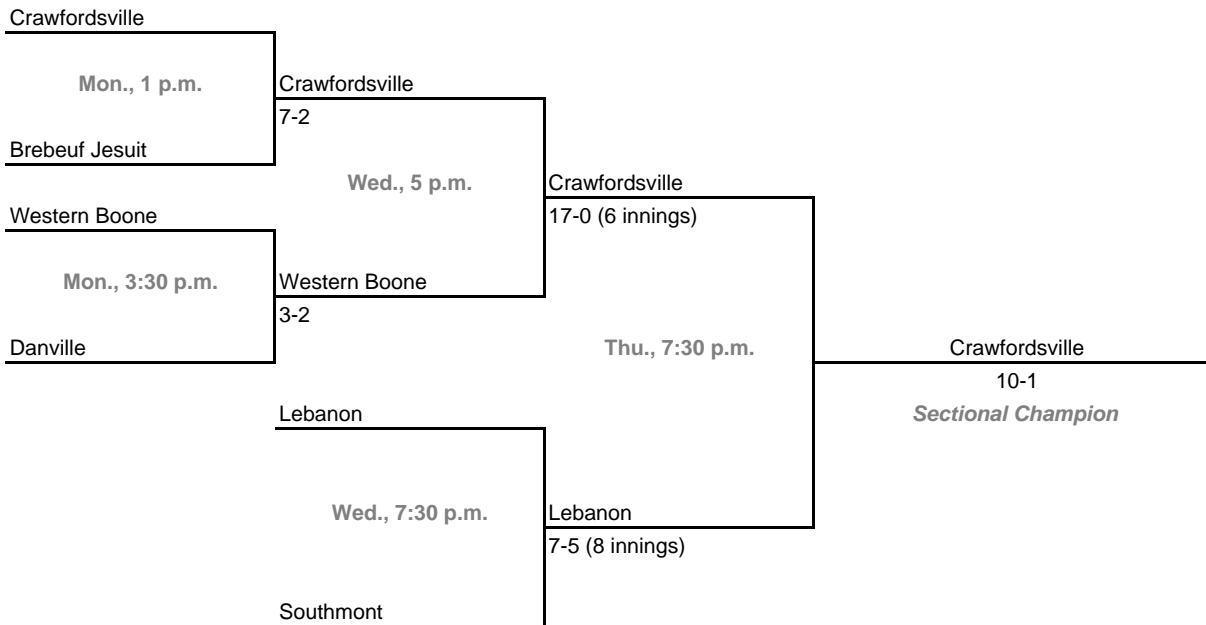 Crawfordsville
Mon., 1 p.m.
Crawfordsville
7-2
Brebeuf Jesuit
Wed., 5 p.m.
Crawfordsville
Western Boone
17-0 (6 innings)
Mon., 3:30 p.m.
Western Boone
3-2
Danville
Thu., 7:30 p.m.
Crawfordsville
10-1
Lebanon
Sectional Champion
Wed., 7:30 p.m.
Lebanon
7-5 (8 innings)
Southmont